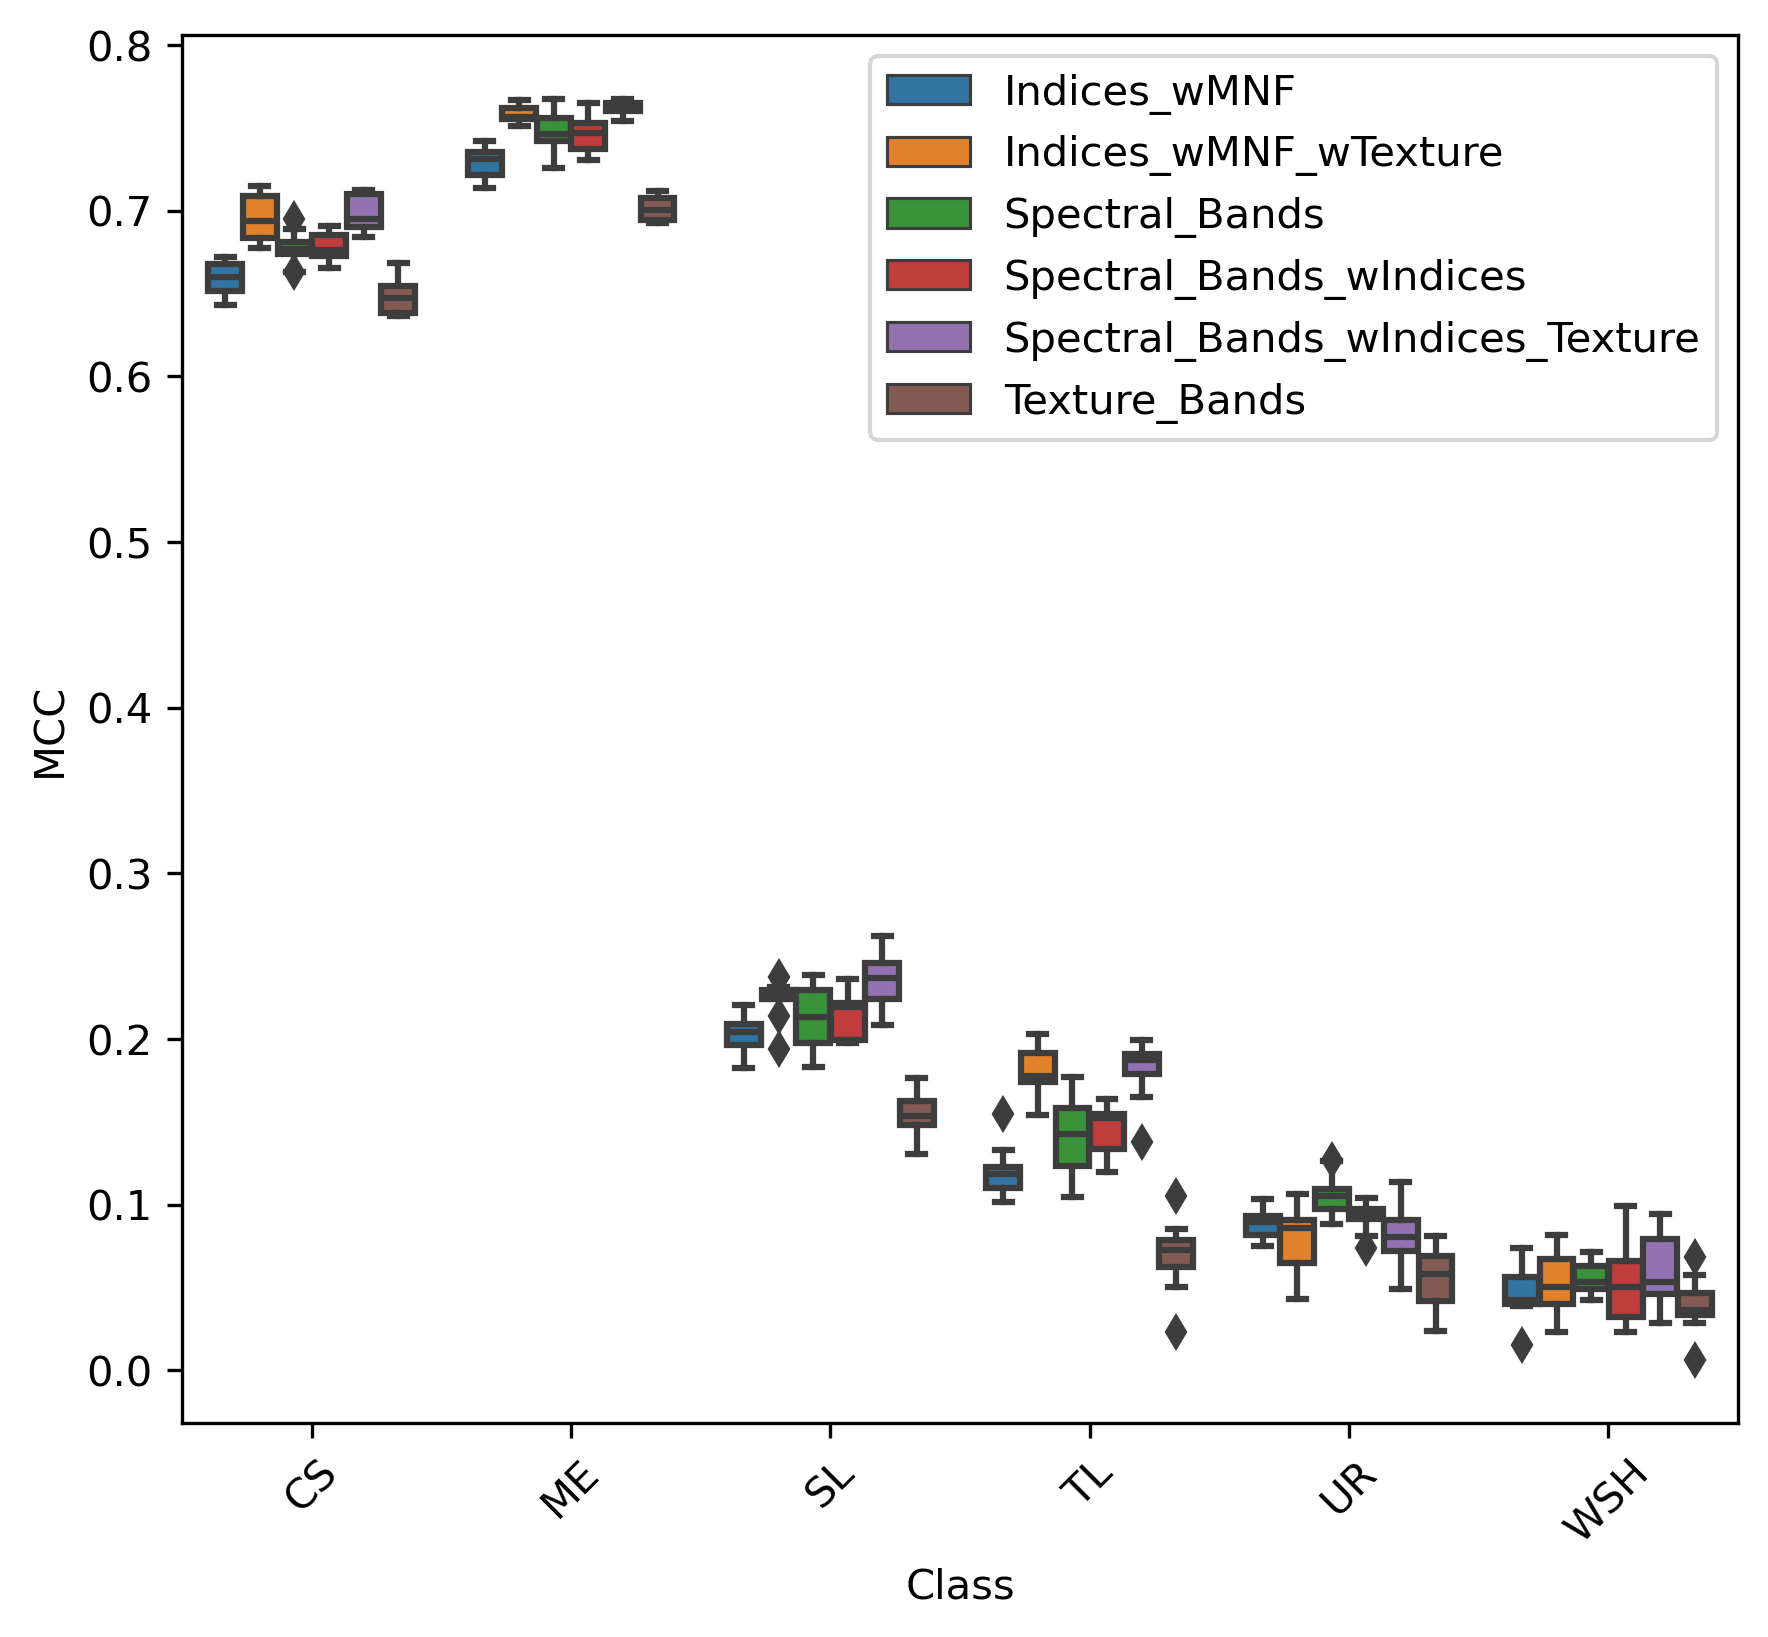 0.8
0.7
0.6
0.5
0.4
0.3
0.2
0.1
0.0
MCC
Indices_wMNF
Indices_wMNF_wTexture
Spectral_Bands
Spectral_Bands_wIndices
Spectral_Bands_wIndices_Texture
Texture_Bands
CS
ME
SL
TL
UR
WSH
Class